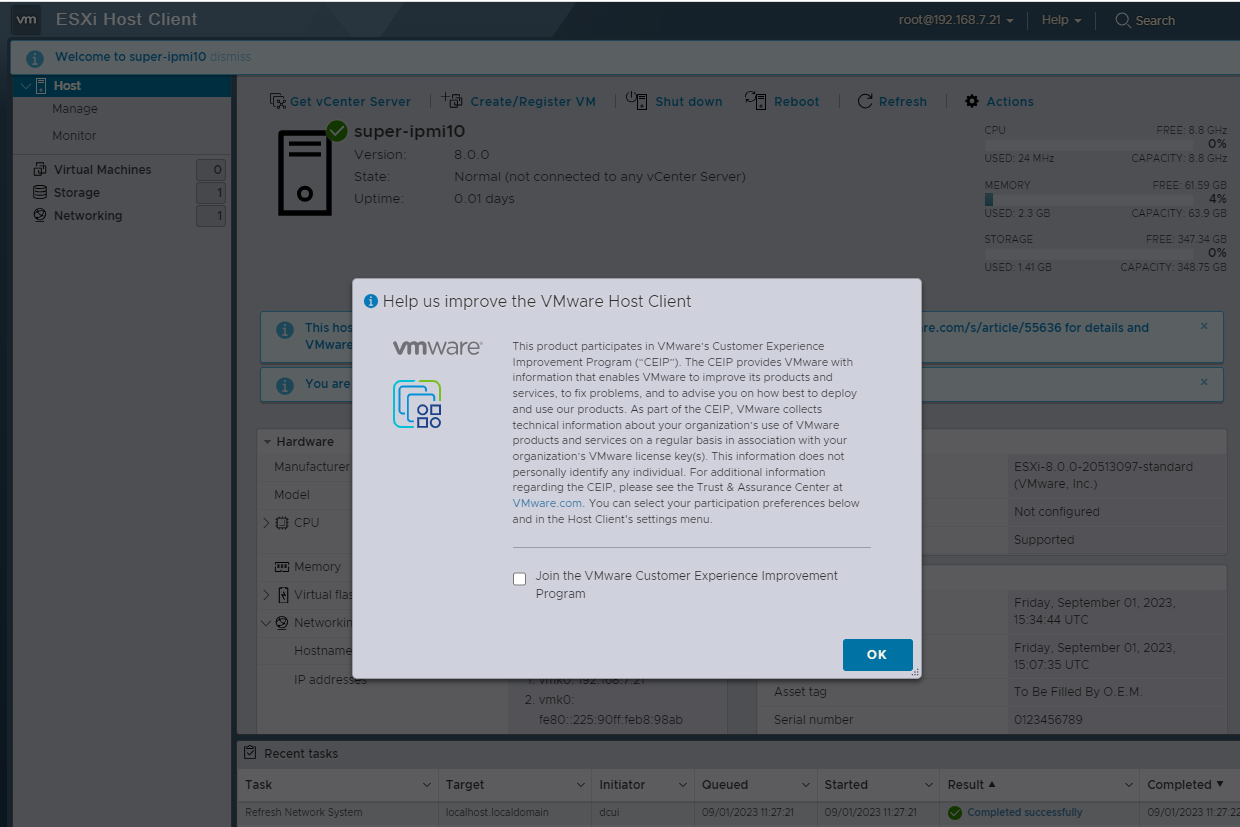 vm ESXi Host Client
root@192.168.7.21 Help Search
Welcome to super-ipmi10 dismiss
Host
Manage
Monitor
Virtual Machines 0
Storage 1
Networking 1
Get vCenter Server Create/Register VM Shut down Reboot Refresh Actions
super-ipmi10
Version: 8.0.0
State: Normal (not connected to any vCenter Server)
Uptime: 0.01 days
CPU FREE: 8.8 GHz
0%
USED: 24 MHz CAPACITY: 8.8 GHz
MEMORY FREE: 61.59 GB
4%
USED: 2.3 GB CAPACITY: 63.9 GB
STORAGE FREE: 347.34 GB
0%
USED: 1.41 GB CAPACITY: 348.75 GB
This hos
re.com/s/article/55636 for details and
VMware
You are
Hardware
Manufacturer
Model
CPU
Memory
Virtual flas
Networkin
Hostname
IP addresses
1. vmk0: 192.168.7.21
2. vmk0:
fe80::225:90ff:feb8:98ab
ESXi-8.0.0-20513097-standard
(VMware, Inc.)
Not configured
Supported
Friday, September 01, 2023,
15:34:44 UTC
Friday, September 01, 2023,
15:07:35 UTC
Asset tag To Be Filled By O.E.M.
Serial number 0123456789
Help us improve the VMware Host Client
vmware®
This product participates in VMware's Customer Experience
Improvement Program ("CEIP"). The CEIP provides VMware with
information that enables VMware to improve its products and
services, to fix problems, and to advise you on how best to deploy
and use our products. As part of the CEIP, VMware collects
technical information about your organization's use of VMware
products and services on a regular basis in association with your
organization's VMware license key(s). This information does not
personally identify any individual. For additional information
regarding the CEIP, please see the Trust & Assurance Center at
VMware.com. You can select your participation preferences below
and in the Host Client's settings menu.
Join the VMware Customer Experience Improvement
Program
OK
Recent tasks
Task Target Initiator Queued Started Result Completed
Refresh Network System localhost.localdomain dcui 09/01/2023 11:27:21 09/01/2023 11:27:21 Completed successfully 09/01/2023 11:27:22